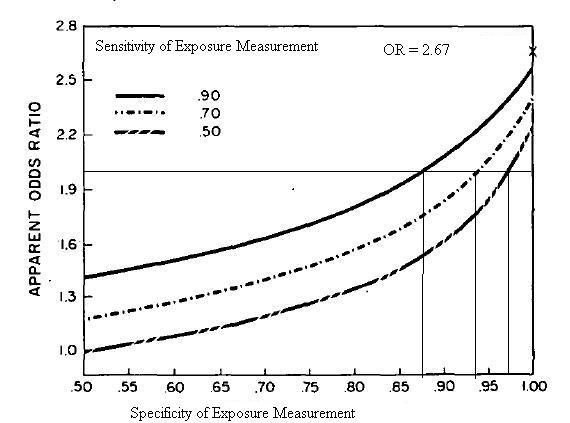 2.8
Sensitivity of Exposure Measurement
OR = 2.67
×
2.5
.90
.70
2.2
.50
1.9
1.6
1.3
1.0
APPARENT ODDS RATIO
.50 .55 .60 .65 .70 .75 .80 .85 .90 .95 1.00
Specificity of Exposure Measurement